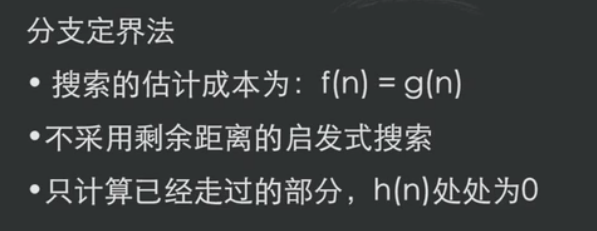 分支定界法
• 搜索的估计成本为：f(n) = g(n)
•不采用剩余距离的启发式搜索
•只计算已经走过的部分，h(n)处处为0